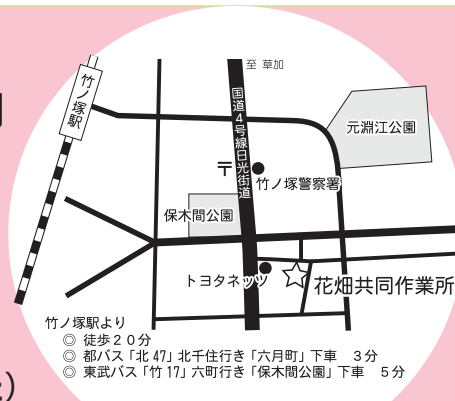 至 草加
竹ノ塚駅
国道4号線日光街道
元淵江公園
〒
竹ノ塚警察署
保木間公園
トヨタネッツ
花畑共同作業所
竹ノ塚駅より
◎ 徒歩20分
◎ 都バス「北47」北千住行き「六月町」下車　3分
◎ 東武バス「竹17」六町行き「保木間公園」下車　5分